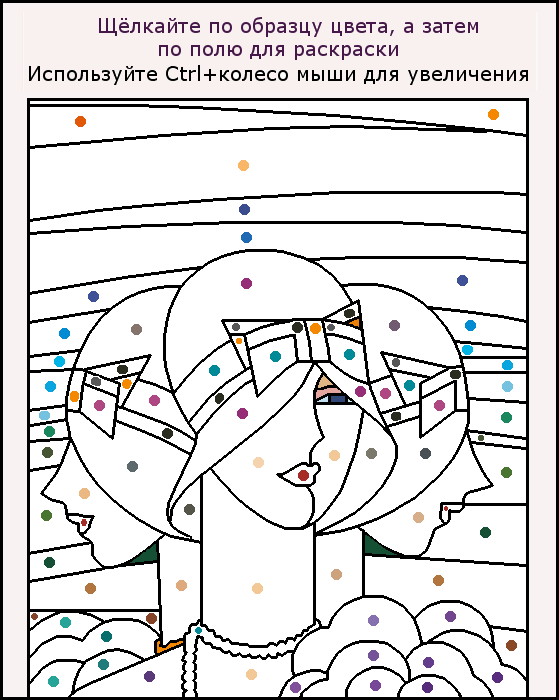 Щёлкайте по образцу цвета, а затем
по полю для раскраски
Используйте Ctrl+колесо мыши для увеличения